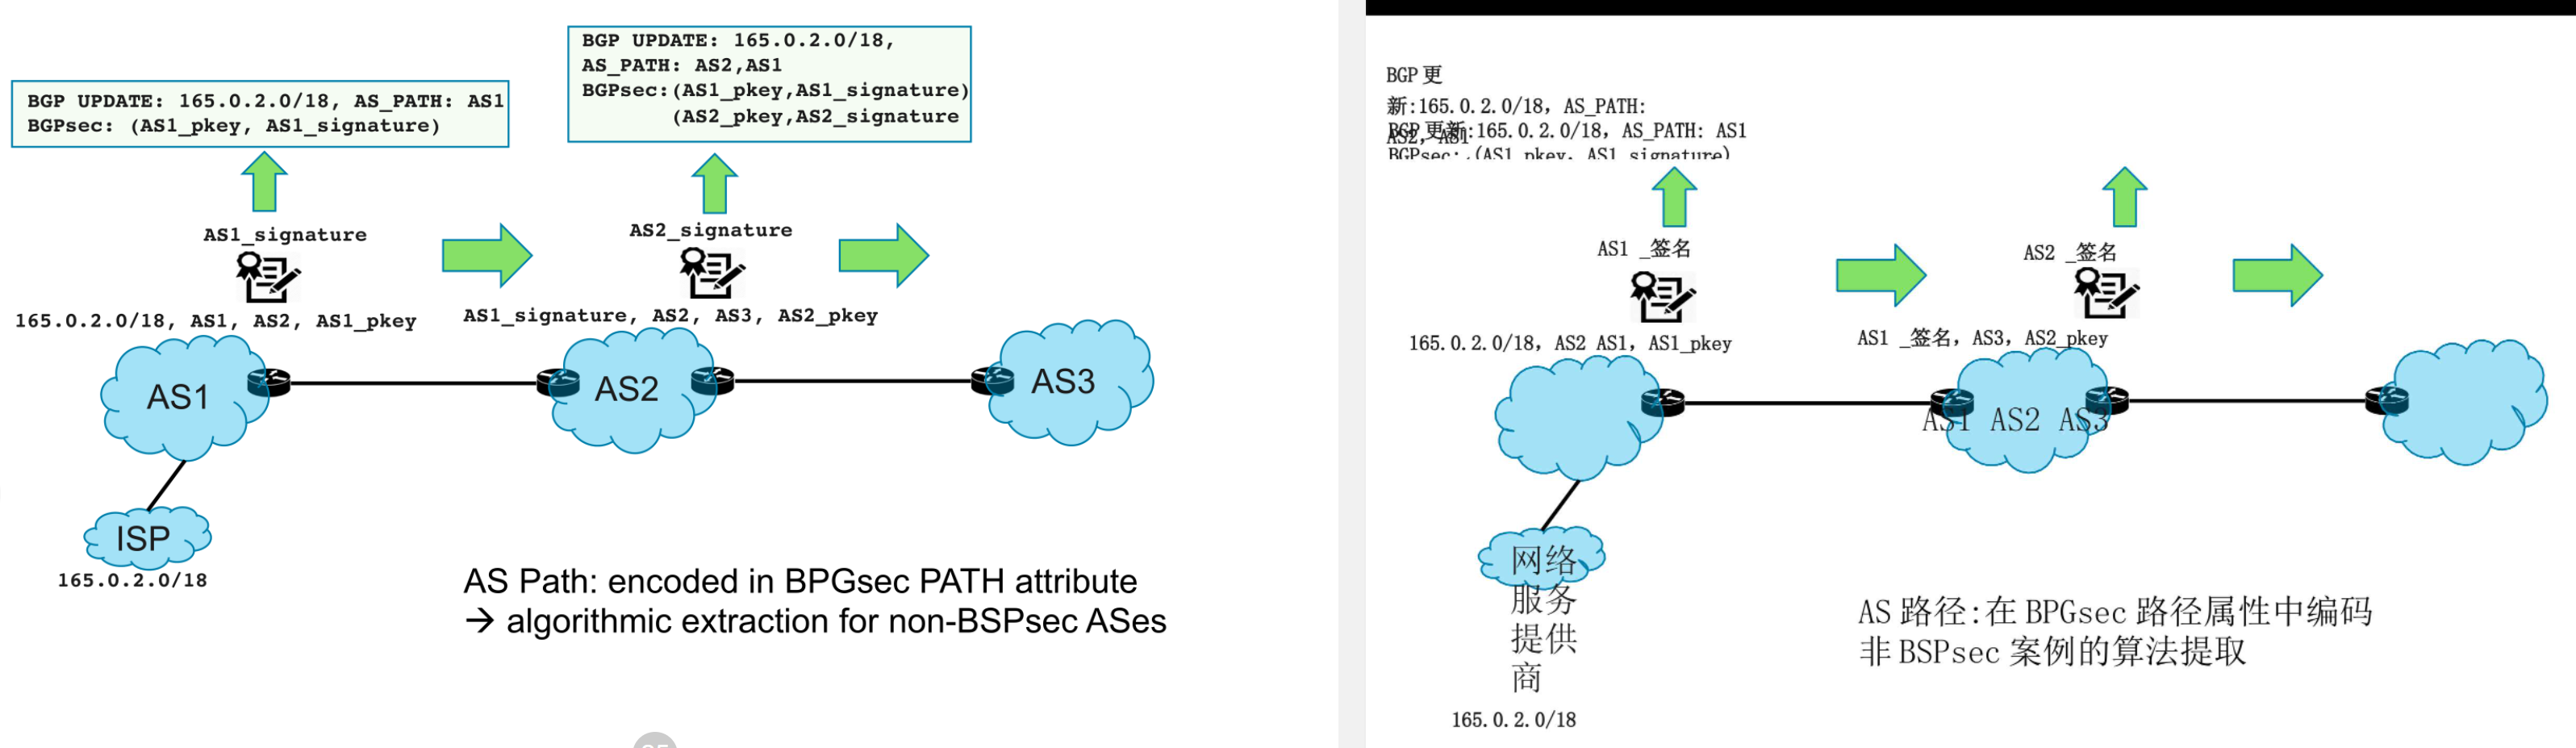 BGP UPDATE: 165.0.2.0/18,
AS_PATH: AS2,AS1
BGPsec:(AS1_pkey,AS1_signature)
(AS2_pkey,AS2_signature
BGP UPDATE: 165.0.2.0/18, AS_PATH: AS1
BGPsec: (AS1_pkey, AS1_signature)
AS1_signature
AS2_signature
165.0.2.0/18, AS1, AS2, AS1_pkey
AS1_signature, AS2, AS3, AS2_pkey
AS1
AS2
AS3
ISP
165.0.2.0/18
AS Path: encoded in BPGsec PATH attribute
→ algorithmic extraction for non-BSPsec ASes
BGP 更
新:165.0.2.0/18, AS_PATH:
AS2, AS1
BGP 更新:165.0.2.0/18, AS_PATH: AS1
BGPsec: (AS1_pkey, AS1_signature)
AS1 _签名
AS2 _签名
165.0.2.0/18, AS2 AS1, AS1_pkey
AS1 _签名, AS3, AS2_pkey
AS1 AS2 AS3
网络
服务
提供
商
165.0.2.0/18
AS 路径:在 BPGsec 路径属性中编码
非 BSPsec 案例的算法提取